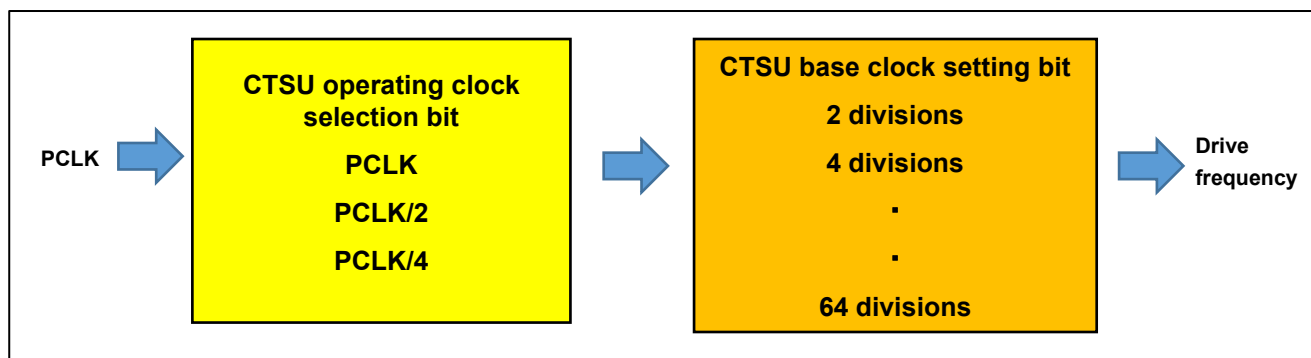 PCLK
CTSU operating clock
selection bit
PCLK
PCLK/2
PCLK/4
CTSU base clock setting bit
2 divisions
4 divisions
.
.
64 divisions
Drive
frequency